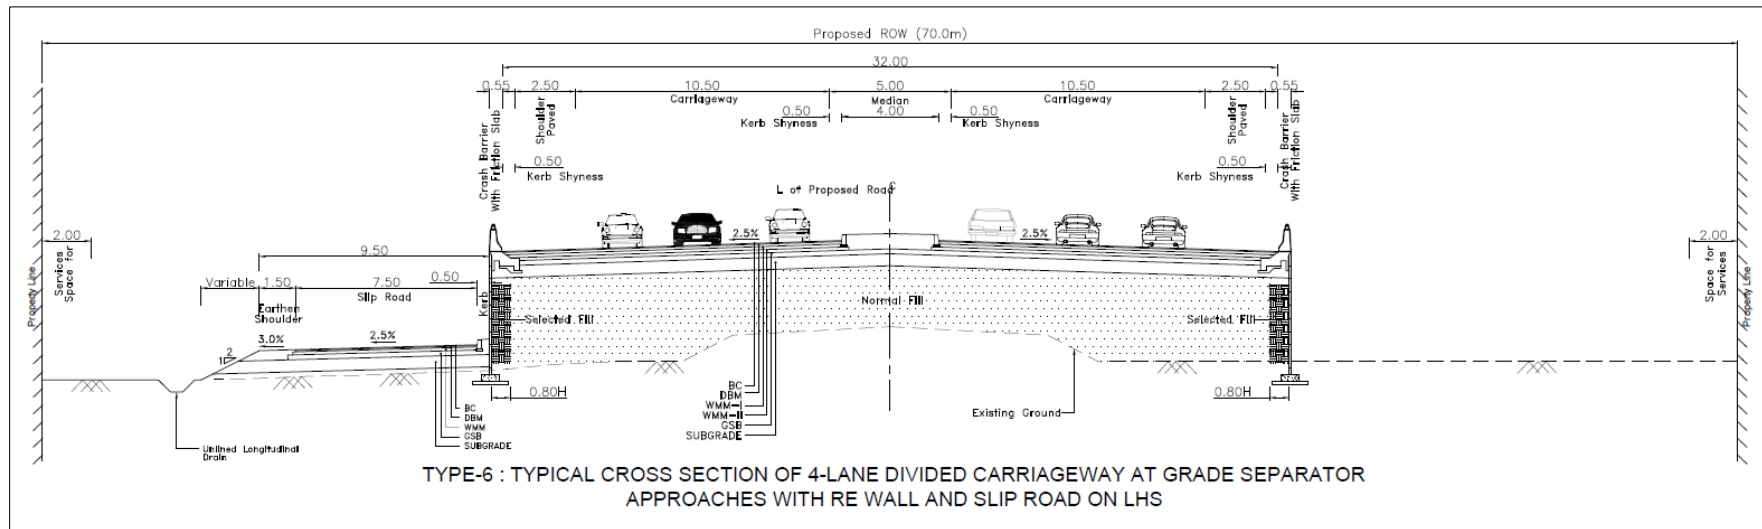 Proposed ROW (70.0m)
32.00
0.55
2.50
10.50
5.00
10.50
2.50
0.55
Carriageway
Median
Carriageway
Shoulder
Paved
Shoulder
Paved
0.50
4.00
0.50
Kerb Shyness
Kerb Shyness
Crash Barrier
With Friction Slab
Crash Barrier
With Friction Slab
0.50
Kerb Shyness
0.50
Kerb Shyness
C
L of Proposed Road
2.5%
2.5%
2.00
Services
Space for
Property Line
2.00
Space for
Services
Property Line
9.50
Variable
1.50
7.50
0.50
Slip Road
Kerb
Earthen
Shoulder
Normal Fill
Selected Fill
Selected Fill
3.0%
2.5%
2
1
0.80H
0.80H
BC
DBM
WMM-I
WMM-II
GSB
SUBGRADE
Existing Ground
BC
DBM
WMM
GSB
SUBGRADE
Unlined Longitudinal
Drain
TYPE-6 : TYPICAL CROSS SECTION OF 4-LANE DIVIDED CARRIAGEWAY AT GRADE SEPARATOR
APPROACHES WITH RE WALL AND SLIP ROAD ON LHS